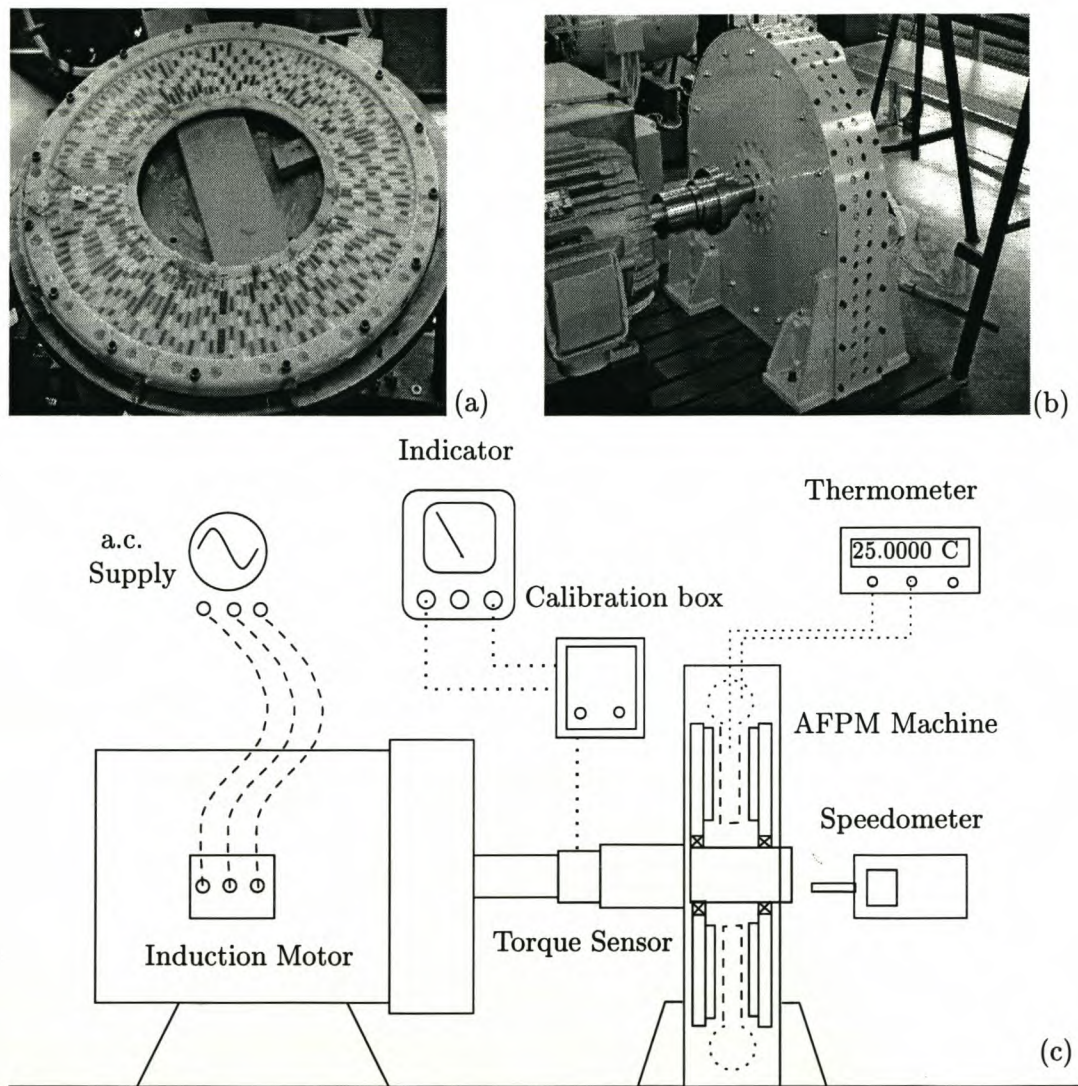 (a)
(b)
Indicator
Thermometer
a.c.
Supply
25.0000 C
Calibration box
AFPM Machine
Speedometer
Torque Sensor
Induction Motor
(c)